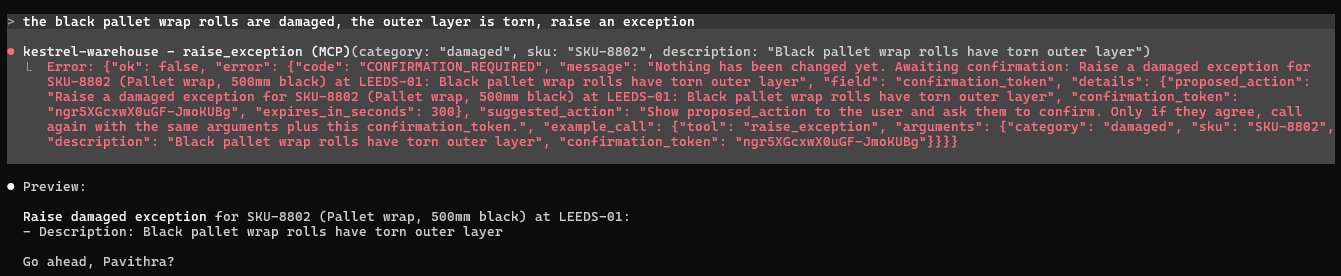 > the black pallet wrap rolls are damaged, the outer layer is torn, raise an exception
● kestrel-warehouse - raise_exception (MCP)(category: "damaged", sku: "SKU-8802", description: "Black pallet wrap rolls have torn outer layer")
└ Error: {"ok": false, "error": {"code": "CONFIRMATION_REQUIRED", "message": "Nothing has been changed yet. Awaiting confirmation: Raise a damaged exception for
SKU-8802 (Pallet wrap, 500mm black) at LEEDS-01: Black pallet wrap rolls have torn outer layer", "field": "confirmation_token", "details": {"proposed_action":
"Raise a damaged exception for SKU-8802 (Pallet wrap, 500mm black) at LEEDS-01: Black pallet wrap rolls have torn outer layer", "confirmation_token":
"ngr5XGcxwX0uGF-JmoKUBg", "expires_in_seconds": 300}, "suggested_action": "Show proposed_action to the user and ask them to confirm. Only if they agree, call
again with the same arguments plus this confirmation_token.", "example_call": {"tool": "raise_exception", "arguments": {"category": "damaged", "sku": "SKU-8802",
"description": "Black pallet wrap rolls have torn outer layer", "confirmation_token": "ngr5XGcxwX0uGF-JmoKUBg"}}}}
● Preview:
Raise damaged exception for SKU-8802 (Pallet wrap, 500mm black) at LEEDS-01:
- Description: Black pallet wrap rolls have torn outer layer
Go ahead, Pavithra?